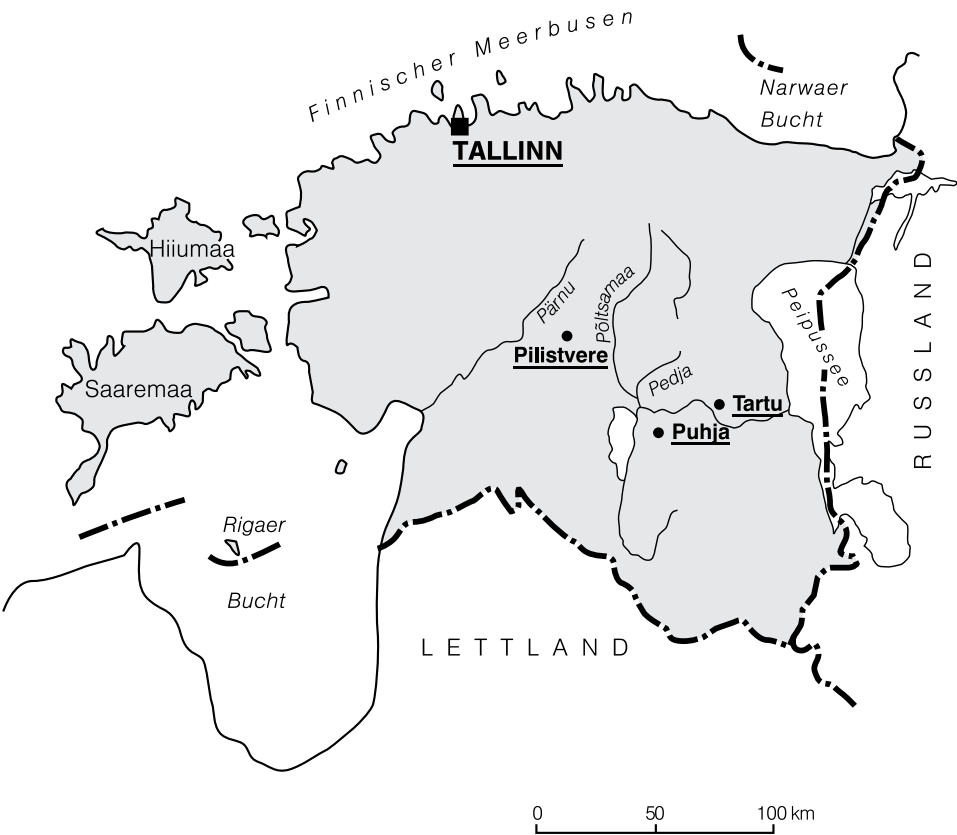 Finnischer Meerbusen
Narwaer
Bucht
TALLINN
Hiiumaa
RUSSLAND
Pärnu
Põltsamaa
Peipussee
Pilistvere
Saaremaa
Pedja
Tartu
Puhja
Rigaer
Bucht
LETTLAND
0 50 100 km